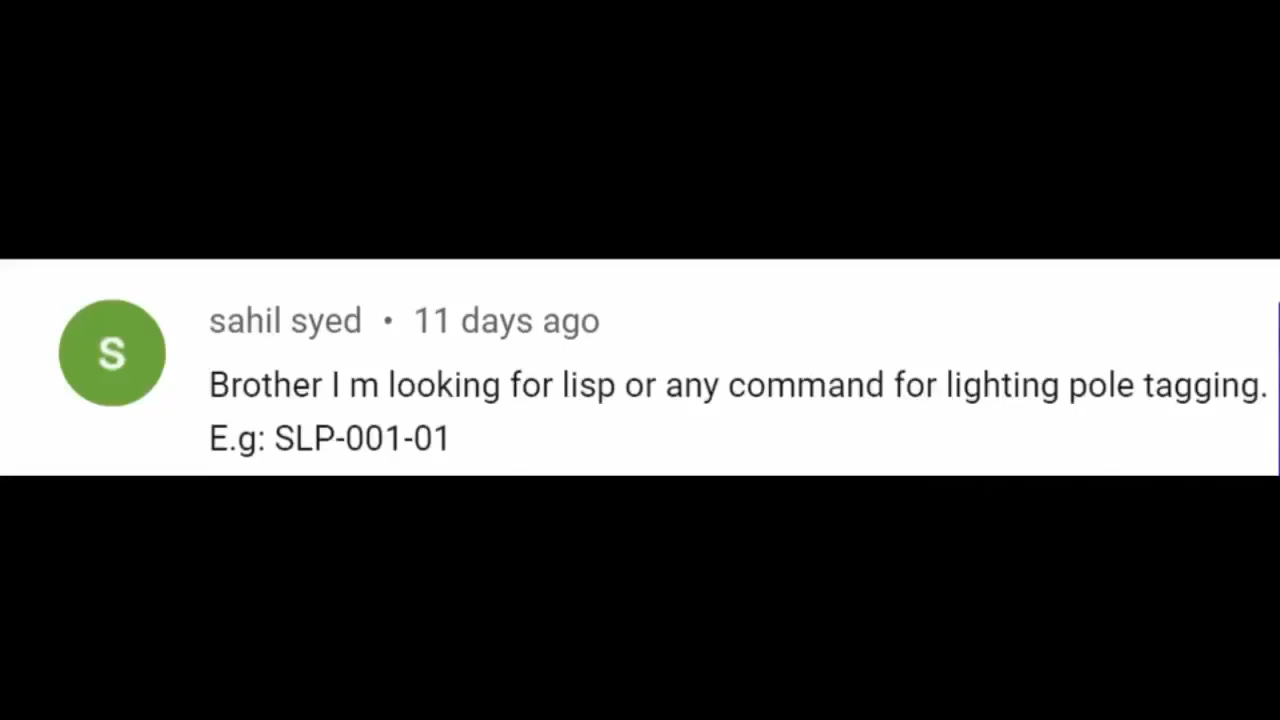 S
sahil syed • 11 days ago
Brother I m looking for lisp or any command for lighting pole tagging.
E.g: SLP-001-01